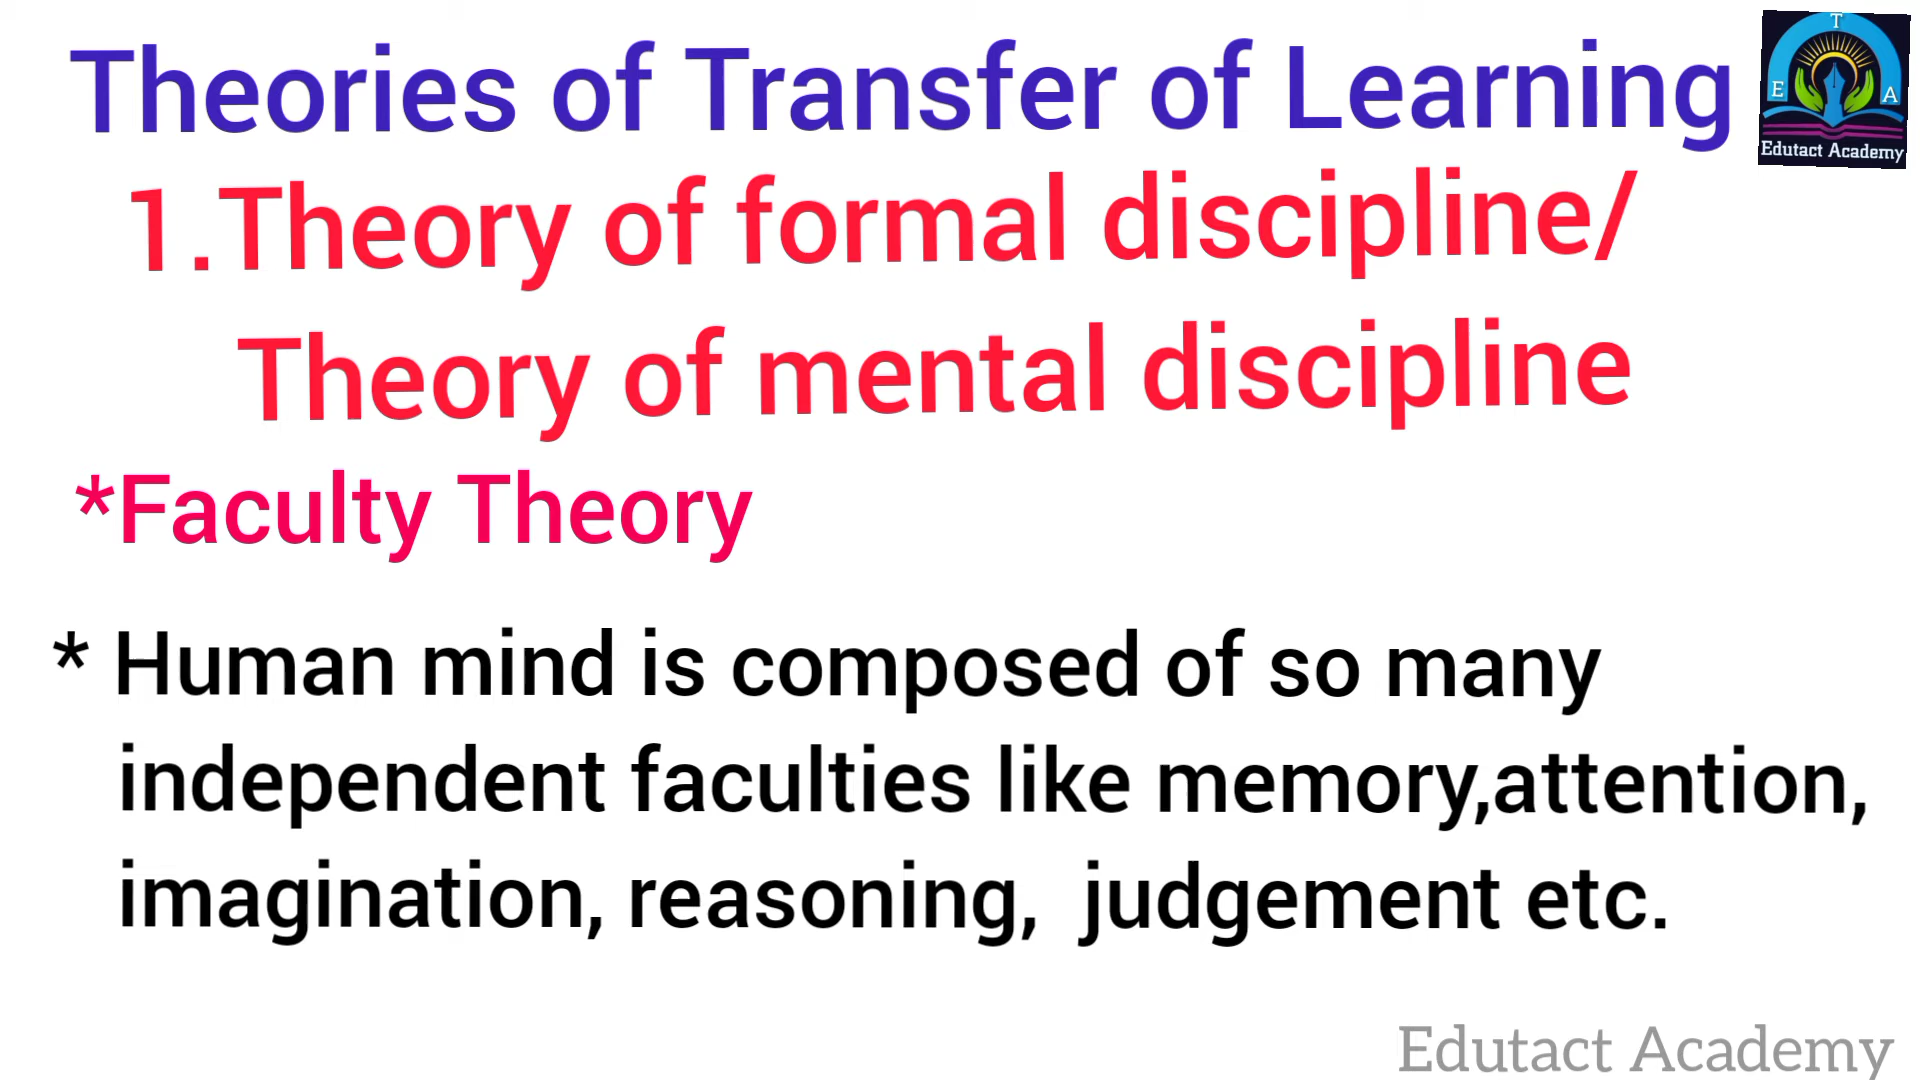 Theories of Transfer of Learning
T
E A
Edutact Academy
1.Theory of formal discipline/
Theory of mental discipline
*Faculty Theory
* Human mind is composed of so many
independent faculties like memory,attention,
imagination, reasoning, judgement etc.
Edutact Academy